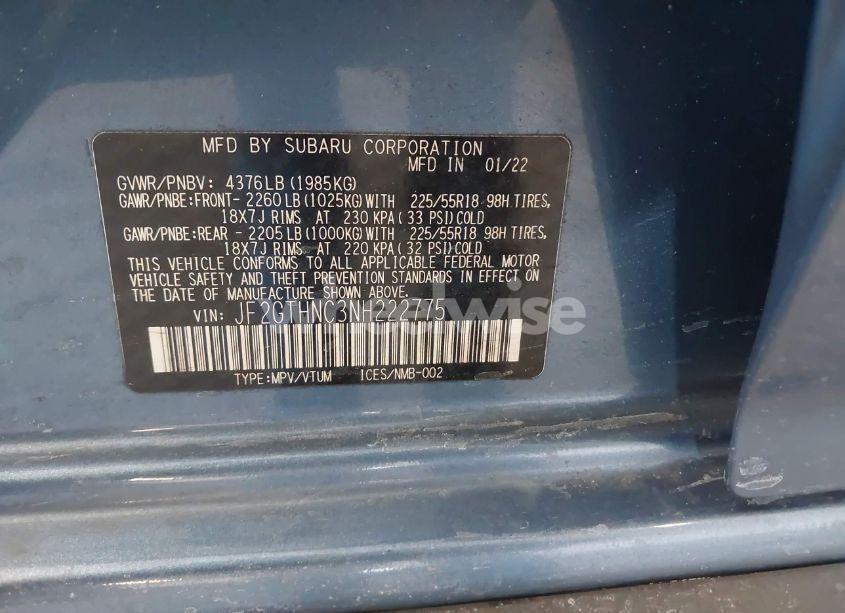 MFD BY SUBARU CORPORATION
MFD IN 01/22
GVWR/PNBV: 4376LB(1985KG)
GAWR/PNBE:FRONT- 2260LB(1025KG)WITH 225/55R18 98H TIRES,
18X7J RIMS AT 230 KPA( 33 PSI)COLD
GAWR/PNBE:REAR - 2205LB(1000KG)WITH 225/55R18 98H TIRES,
18X7J RIMS AT 220 KPA( 32 PSI)COLD
THIS VEHICLE CONFORMS TO ALL APPLICABLE FEDERAL MOTOR
VEHICLE SAFETY AND THEFT PREVENTION STANDARDS IN EFFECT ON
THE DATE OF MANUFACTURE SHOWN ABOVE.
VIN: JF2GTHNC3NH222775
TYPE:MPV/VTUM ICES/NMB-002